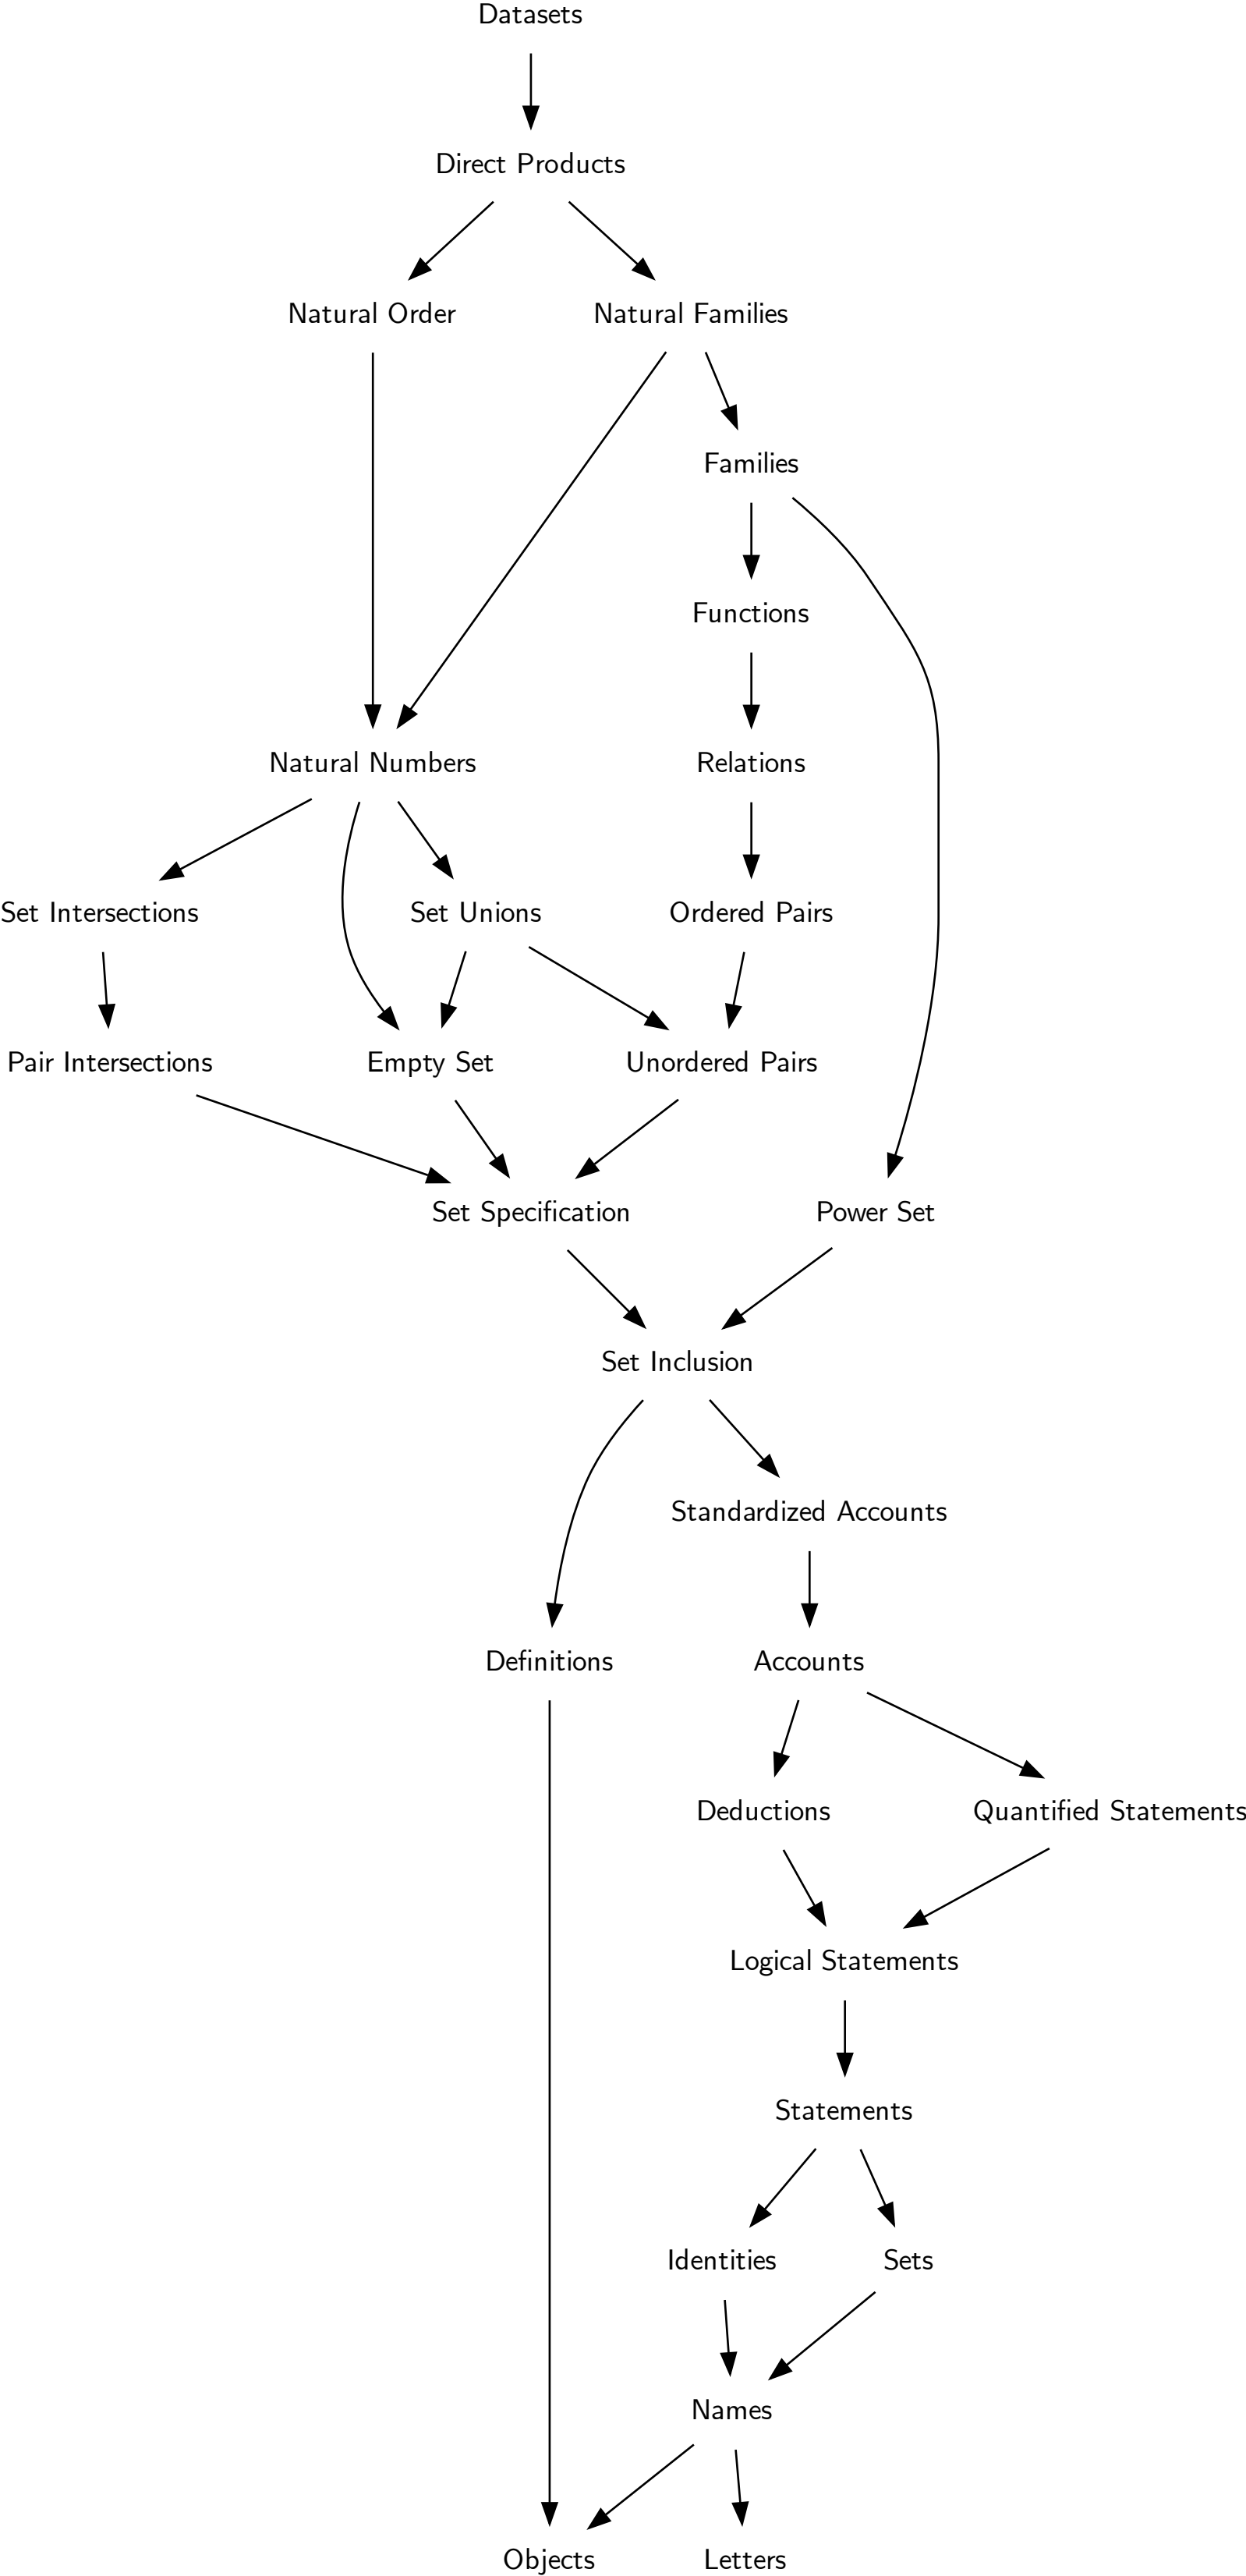 Datasets
Direct Products
Natural Order
Natural Families
Families
Functions
Natural Numbers
Relations
Set Intersections
Set Unions
Ordered Pairs
Pair Intersections
Empty Set
Unordered Pairs
Set Specification
Power Set
Set Inclusion
Standardized Accounts
Definitions
Accounts
Deductions
Quantified Statements
Logical Statements
Statements
Identities
Sets
Names
Objects
Letters